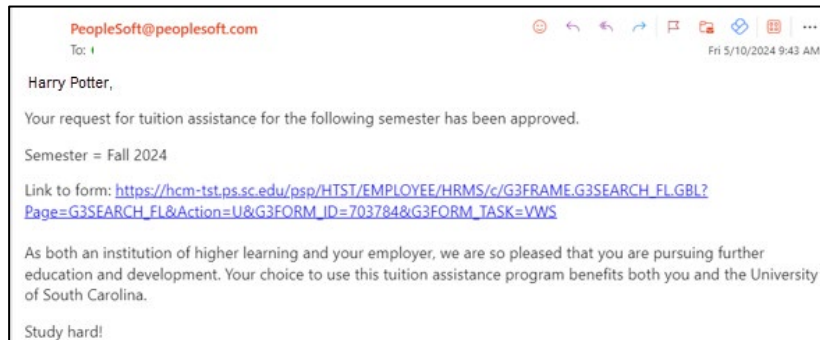 PeopleSoft@peoplesoft.com
To:
Fri 5/10/2024 9:43 AM
Harry Potter,
Your request for tuition assistance for the following semester has been approved.
Semester = Fall 2024
Link to form: https://hcm-tst.ps.sc.edu/psp/HTST/EMPLOYEE/HRMS/c/G3FRAME.G3SEARCH_FL.GBL?
Page=G3SEARCH_FL&Action=U&G3FORM_ID=703784&G3FORM_TASK=VWS
As both an institution of higher learning and your employer, we are so pleased that you are pursuing further
education and development. Your choice to use this tuition assistance program benefits both you and the University
of South Carolina.
Study hard!